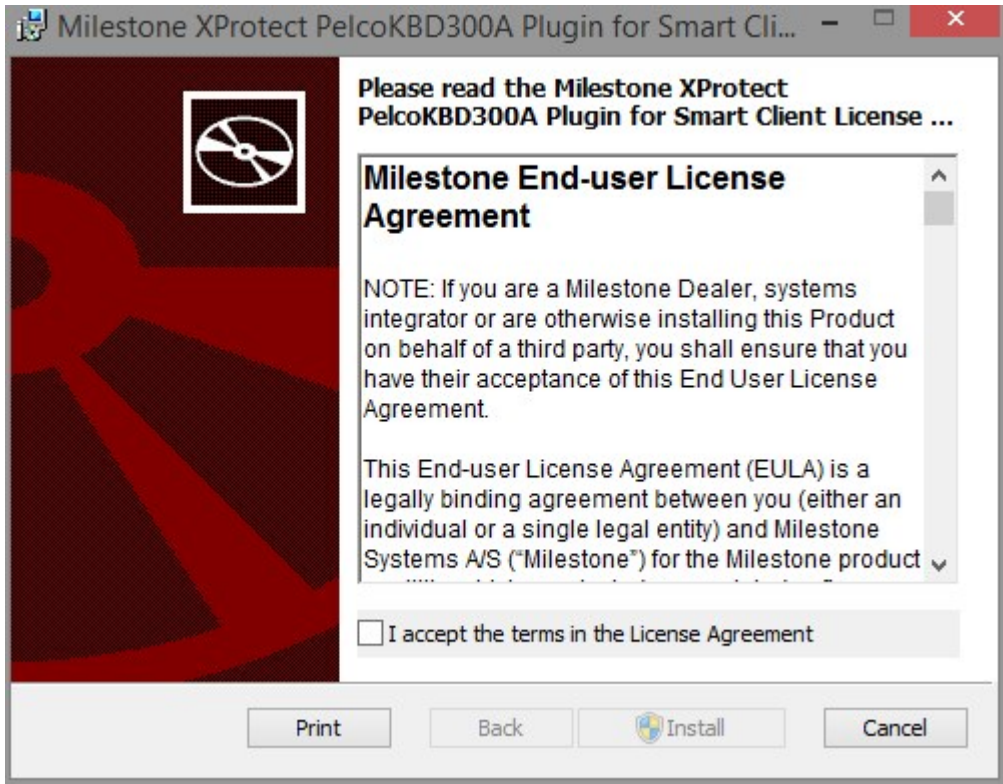 Milestone XProtect PelcoKBD300A Plugin for Smart Cli...
Please read the Milestone XProtect
PelcoKBD300A Plugin for Smart Client License ...
Milestone End-user License
Agreement
NOTE: If you are a Milestone Dealer, systems
integrator or are otherwise installing this Product
on behalf of a third party, you shall ensure that you
have their acceptance of this End User License
Agreement.
This End-user License Agreement (EULA) is a
legally binding agreement between you (either an
individual or a single legal entity) and Milestone
Systems A/S (“Milestone”) for the Milestone product
I accept the terms in the License Agreement
Print Back Install Cancel